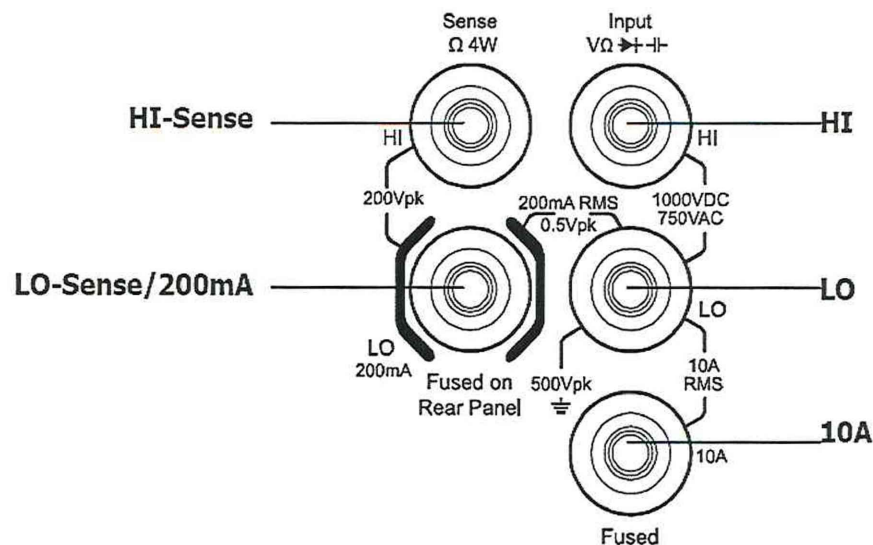 Sense
Ω 4W
Input
VΩ
HI-Sense
HI
HI
HI
200Vpk
200mA RMS
0.5Vpk
1000VDC
750VAC
LO-Sense/200mA
LO
LO
LO
200mA
Fused on
Rear Panel
500Vpk
10A
RMS
10A
10A
Fused